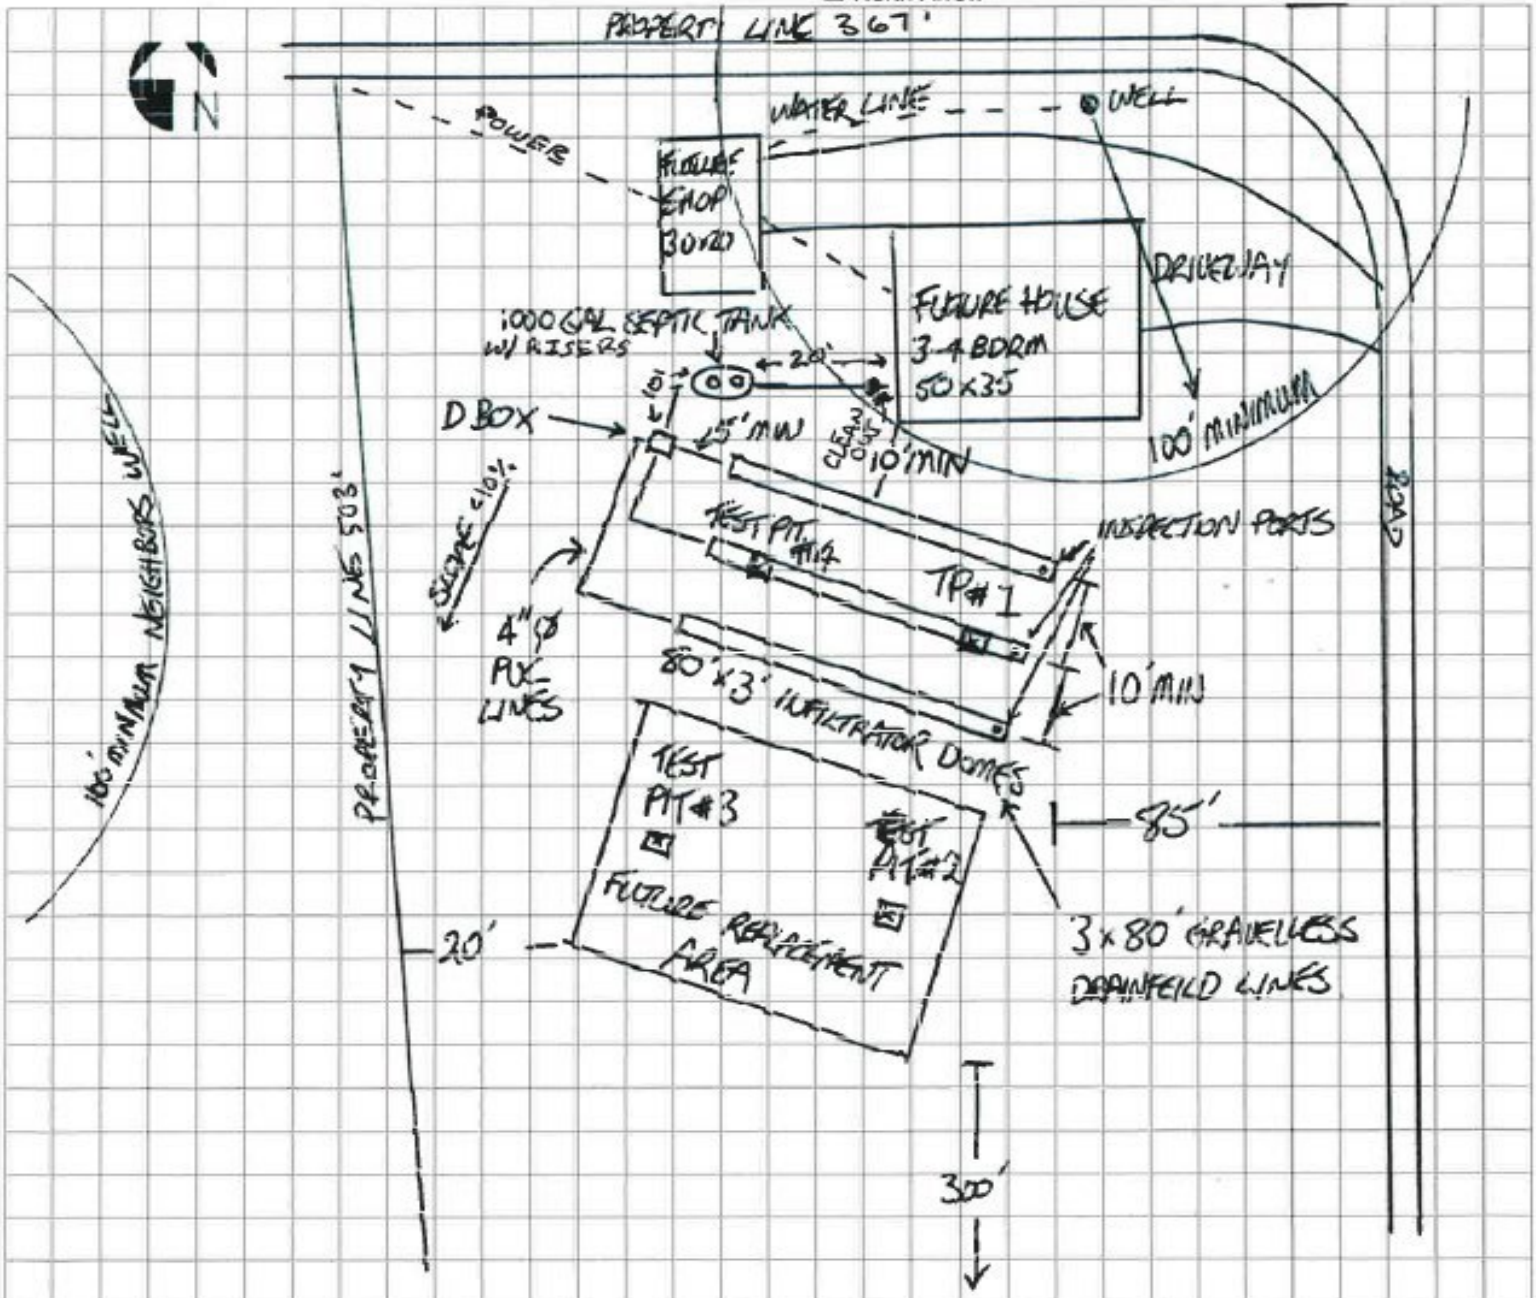 PROPERTY LINE 367'
N
WATER LINE
WELL
POWER
FUTURE
SHOP
30x20
DRIVEWAY
FUTURE HOUSE
3-4 BDRM
50 x 35
1000 GAL SEPTIC TANK
W/ RISERS
20'
10'
D BOX
5' MIN
CLEAN
OUT
10' MIN
100' MINIMUM
ROAD
100' MINIMUM NEIGHBORS WELL
PROPERTY LINE 503'
SLOPE <10%
TEST PIT
TP#1
INSPECTION PORTS
4"Ø
PVC
LINES
10' MIN
80' x 3' INFILTRATOR DOMES
TEST
PIT #3
TEST
PIT #2
85'
FUTURE REPLACEMENT
AREA
20'
3 x 80' GRAVELLESS
DRAINFEILD LINES
300'